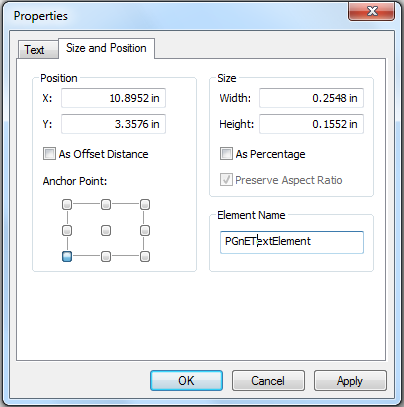 Properties
Text
Size and Position
Position
X: 10.8952 in
Y: 3.3576 in
As Offset Distance
Anchor Point:
Size
Width: 0.2548 in
Height: 0.1552 in
As Percentage
Preserve Aspect Ratio
Element Name
PGnETextElement
OK Cancel Apply